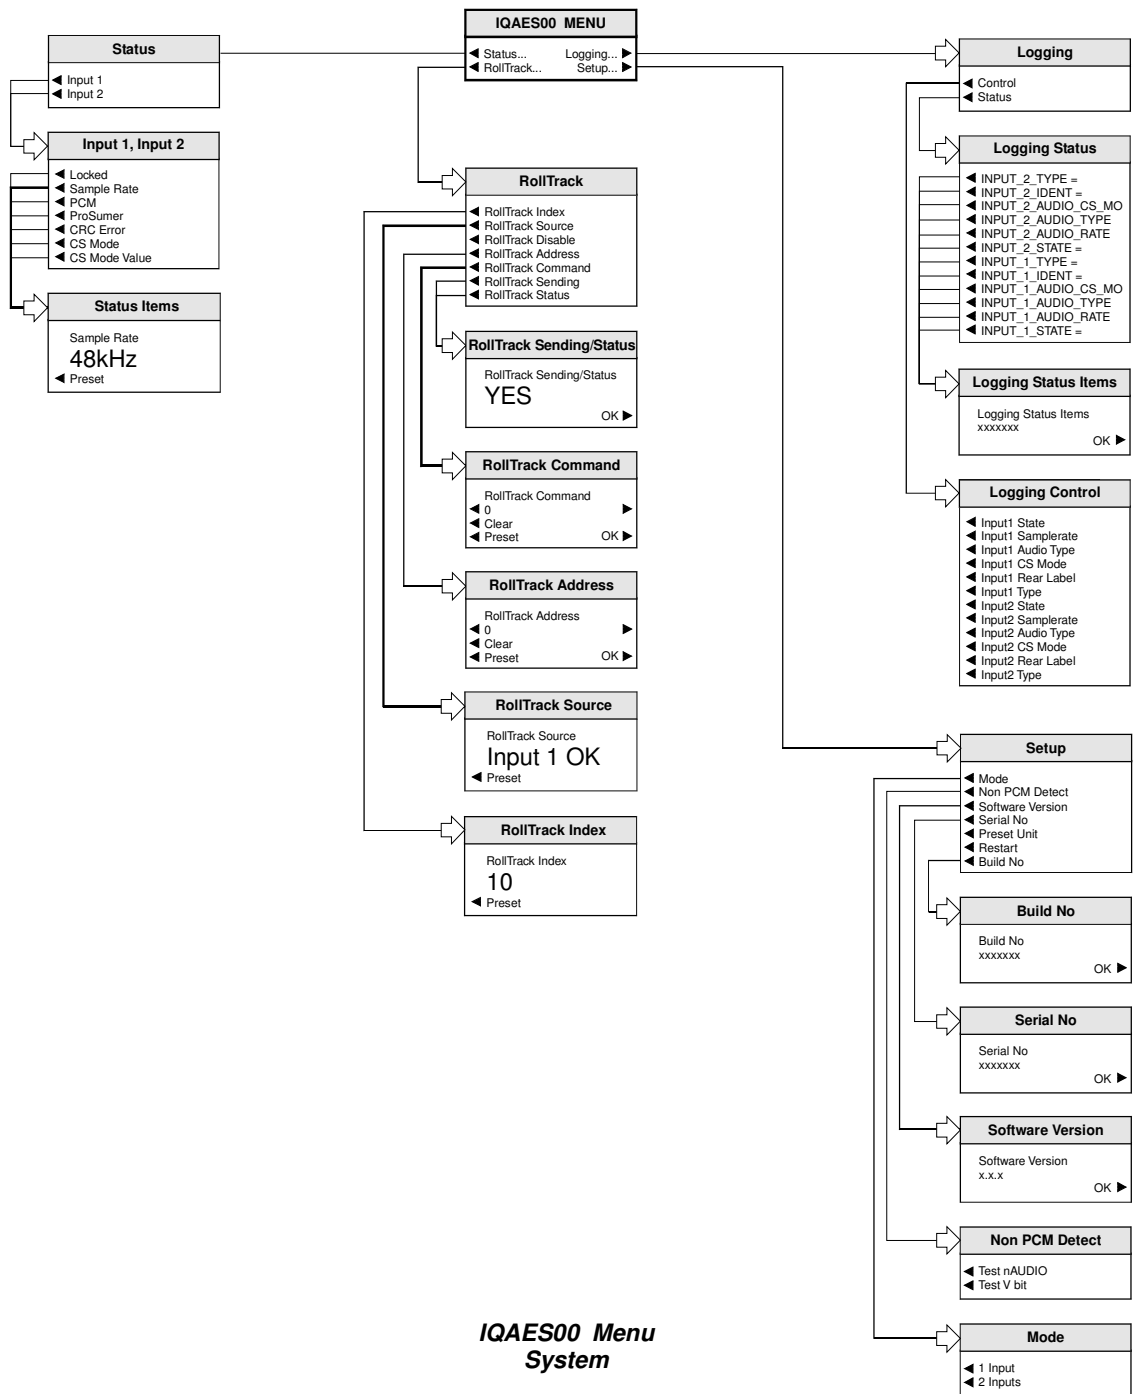 IQAES00 MENU
Status... Logging...
RollTrack... Setup...
Status
Input 1
Input 2
Input 1, Input 2
Locked
Sample Rate
PCM
ProSumer
CRC Error
CS Mode
CS Mode Value
Status Items
Sample Rate
48kHz
Preset
RollTrack
RollTrack Index
RollTrack Source
RollTrack Disable
RollTrack Address
RollTrack Command
RollTrack Sending
RollTrack Status
RollTrack Sending/Status
RollTrack Sending/Status
YES
OK
RollTrack Command
RollTrack Command
0
Clear
Preset OK
RollTrack Address
RollTrack Address
0
Clear
Preset OK
RollTrack Source
RollTrack Source
Input 1 OK
Preset
RollTrack Index
RollTrack Index
10
Preset
Logging
Control
Status
Logging Status
INPUT_2_TYPE =
INPUT_2_IDENT =
INPUT_2_AUDIO_CS_MO
INPUT_2_AUDIO_TYPE
INPUT_2_AUDIO_RATE
INPUT_2_STATE =
INPUT_1_TYPE =
INPUT_1_IDENT =
INPUT_1_AUDIO_CS_MO
INPUT_1_AUDIO_TYPE
INPUT_1_AUDIO_RATE
INPUT_1_STATE =
Logging Status Items
Logging Status Items
xxxxxxx
OK
Logging Control
Input1 State
Input1 Samplerate
Input1 Audio Type
Input1 CS Mode
Input1 Rear Label
Input1 Type
Input2 State
Input2 Samplerate
Input2 Audio Type
Input2 CS Mode
Input2 Rear Label
Input2 Type
Setup
Mode
Non PCM Detect
Software Version
Serial No
Preset Unit
Restart
Build No
Build No
Build No
xxxxxxx
OK
Serial No
Serial No
xxxxxxx
OK
Software Version
Software Version
x.x.x
OK
Non PCM Detect
Test nAUDIO
Test V bit
Mode
1 Input
2 Inputs
IQAES00 Menu
System